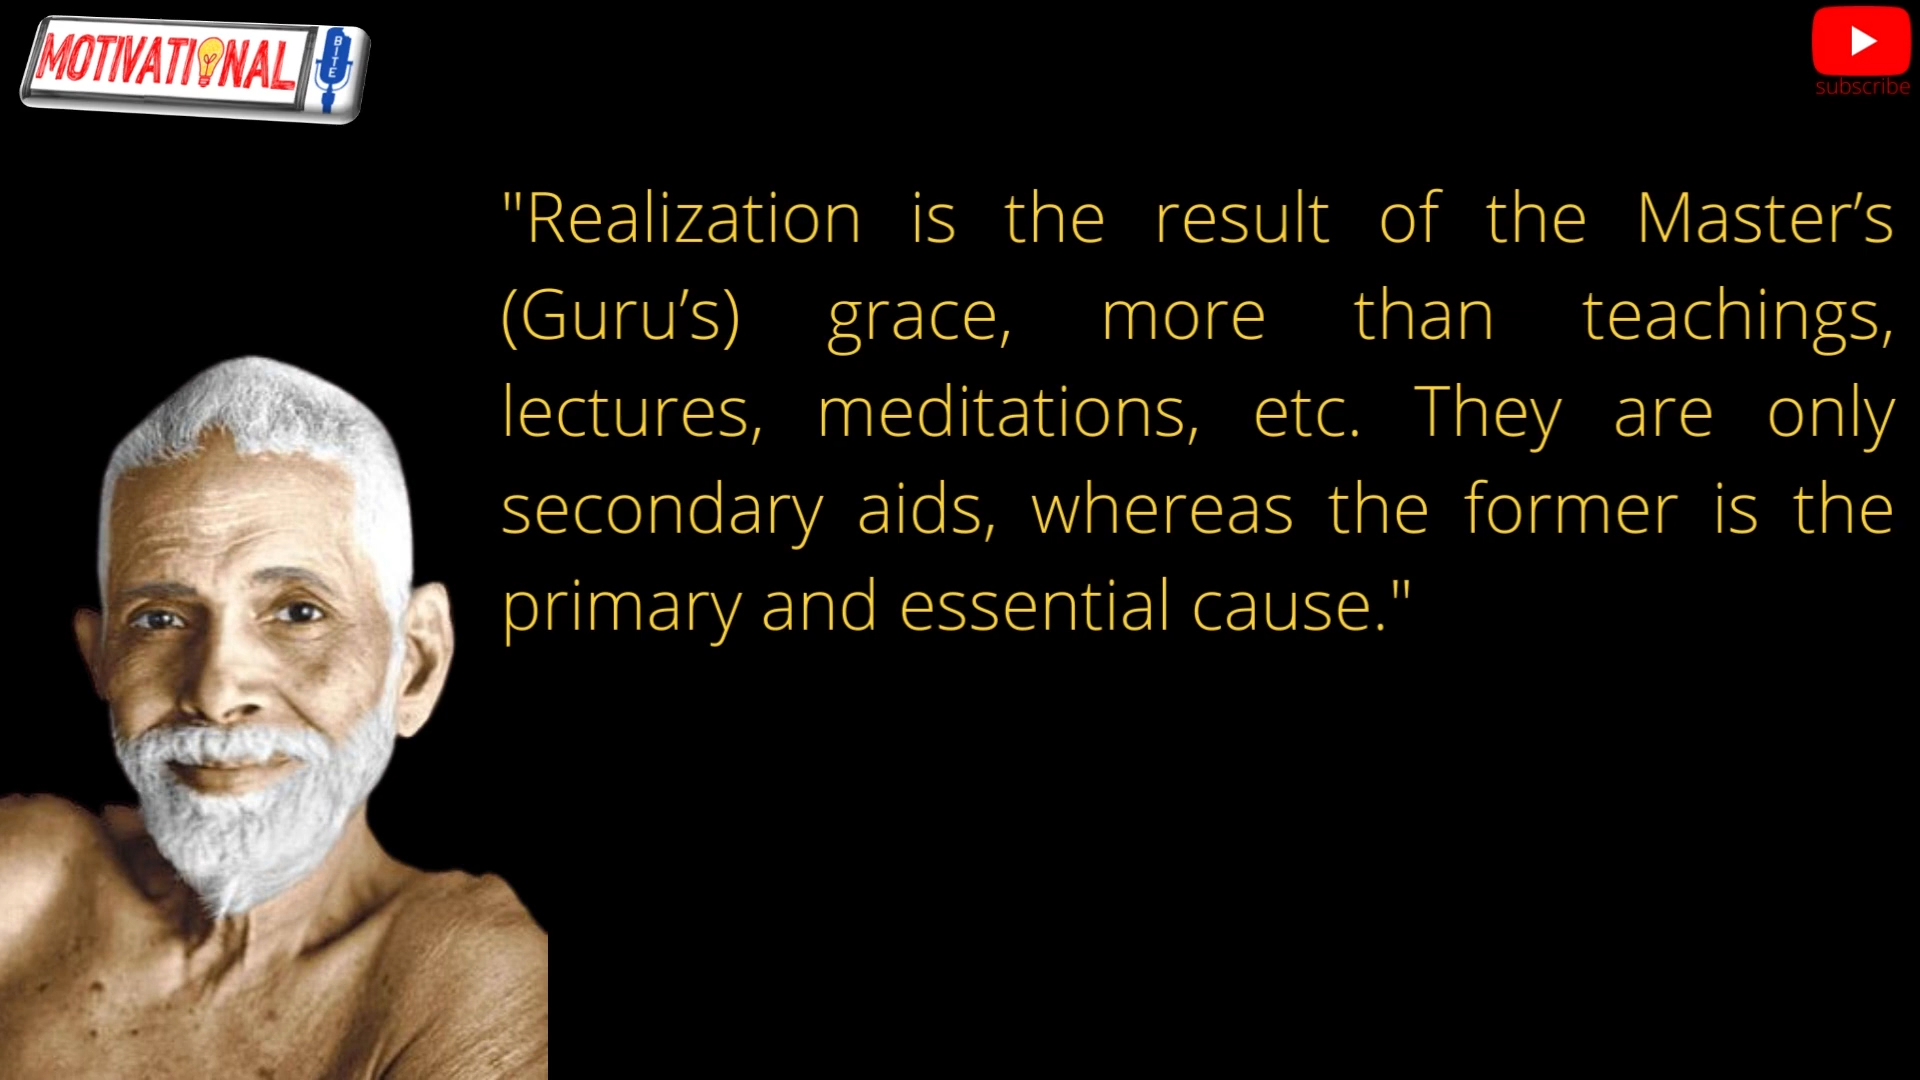 MOTIVATIONAL
BITE
subscribe
"Realization is the result of the Master’s
(Guru’s) grace, more than teachings,
lectures, meditations, etc. They are only
secondary aids, whereas the former is the
primary and essential cause."